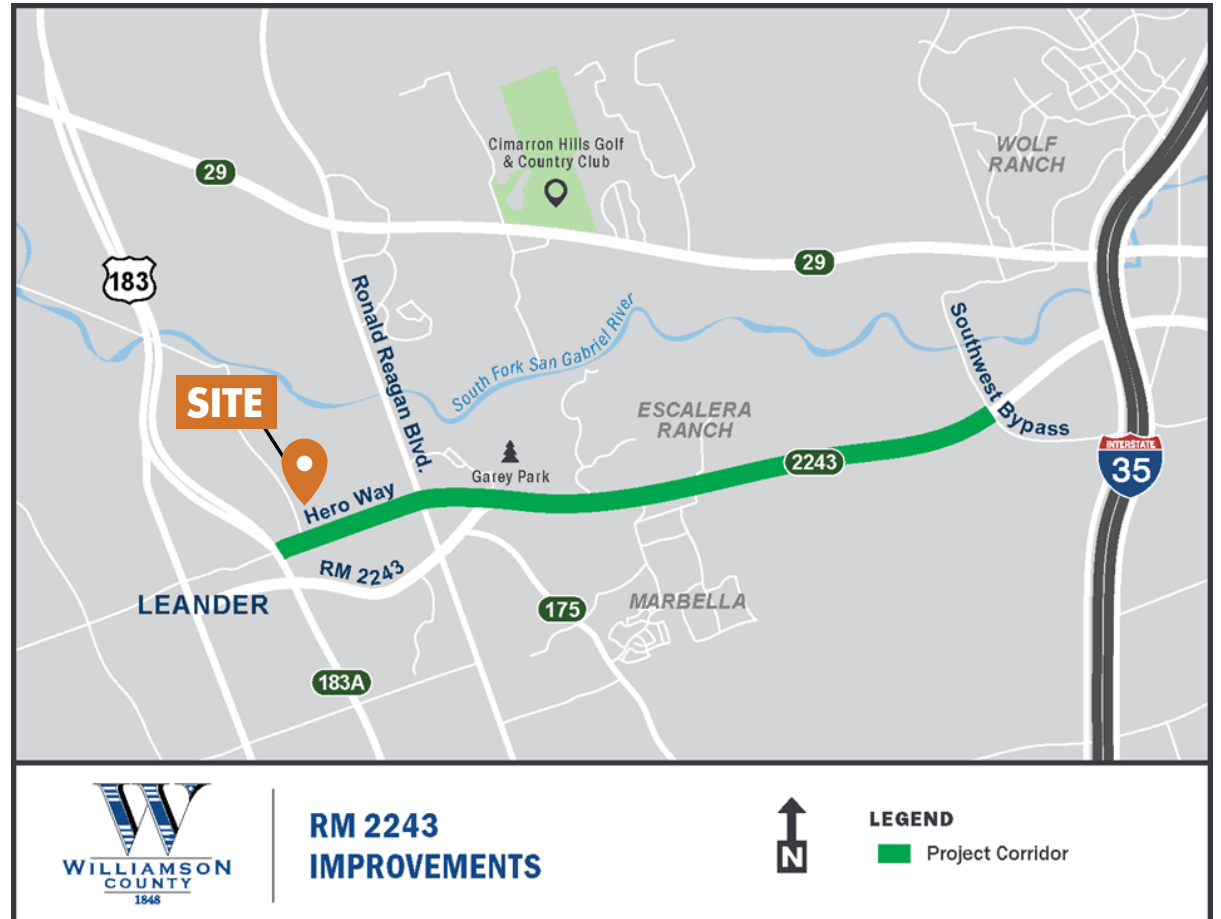 Cimarron Hills Golf
& Country Club
WOLF
RANCH
29
183
29
Ronald Reagan Blvd.
South Fork San Gabriel River
Southwest Bypass
SITE
ESCALERA
RANCH
Garey Park
2243
INTERSTATE
35
Hero Way
RM 2243
LEANDER
175
MARBELLA
183A
W
WILLIAMSON
COUNTY
1848
RM 2243
IMPROVEMENTS
N
LEGEND
Project Corridor